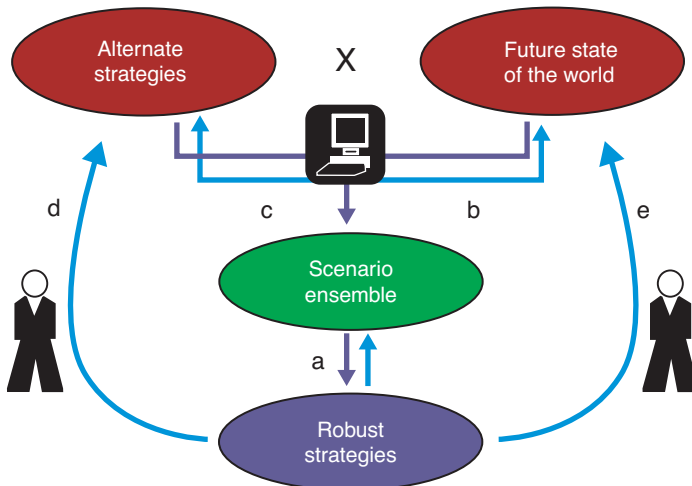 Alternate
strategies
X
Future state
of the world
d
c
b
e
Scenario
ensemble
a
Robust
strategies